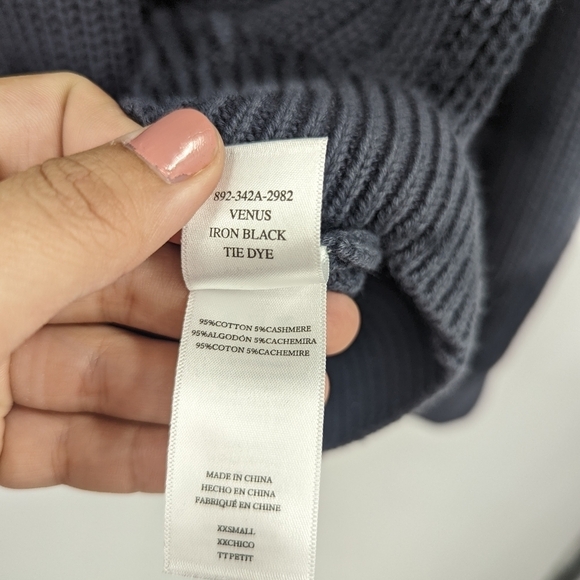 892-342A-2982
VENUS
IRON BLACK
TIE DYE
95%COTTON 5%CASHMERE
95%ALGODÓN 5%CACHEMIRA
95%COTON 5%CACHEMIRE
MADE IN CHINA
HECHO EN CHINA
FABRIQUÉ EN CHINE
XXSMALL
XXCHICO
TTPETIT